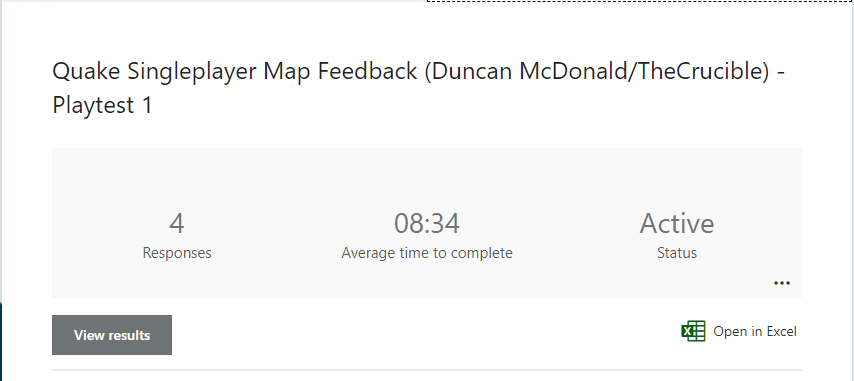 Quake Singleplayer Map Feedback (Duncan McDonald/TheCrucible) -
Playtest 1
4
Responses
08:34
Average time to complete
Active
Status
...
View results
Open in Excel